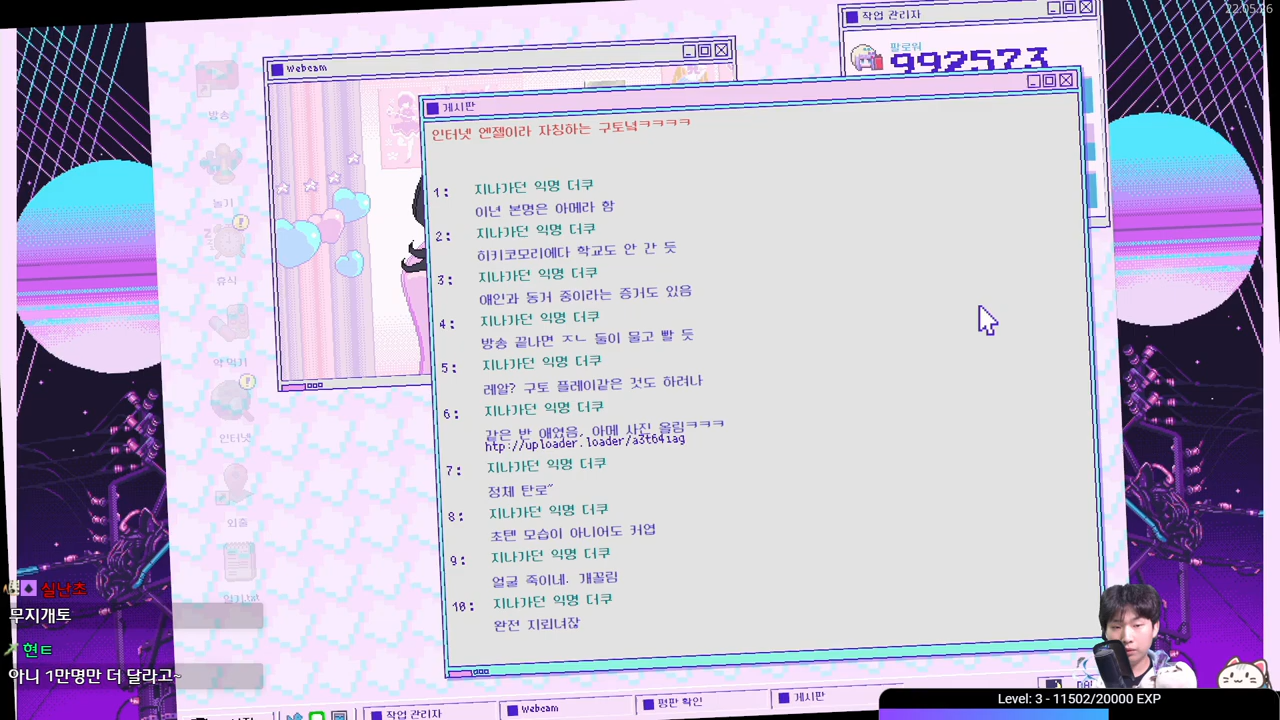 22:05:26
작업 관리자
팔로워
992573
Webcam
게시판
인터넷 엔젤이라 자칭하는 구토녘ㅋㅋㅋㅋ
1: 지나가던 익명 더쿠
이년 본명은 아메라 함
2: 지나가던 익명 더쿠
히키코모리에다 학교도 안 간 듯
3: 지나가던 익명 더쿠
애인과 동거 중이라는 증거도 있음
4: 지나가던 익명 더쿠
방송 끝나면 ㅈㄴ 둘이 물고 빨 듯
5: 지나가던 익명 더쿠
레알? 구토 플레이같은 것도 하려나
6: 지나가던 익명 더쿠
같은 반 애였음. 아메 사진 올림ㅋㅋㅋ
http://uploader.loader/a3t64iag
7: 지나가던 익명 더쿠
정체 탄로~
8: 지나가던 익명 더쿠
초텐 모습이 아니어도 커엽
9: 지나가던 익명 더쿠
얼굴 죽이네. 개꼴림
10: 지나가던 익명 더쿠
완전 지뢰녀잖
방송
놀기
휴식
약 먹기
인터넷
외출
실난초
무지개토
현ㅌ
아니 1만명만 더 달라고~
작업 관리자
Webcam
평판 확인
게시판
Level: 3 - 11502/20000 EXP